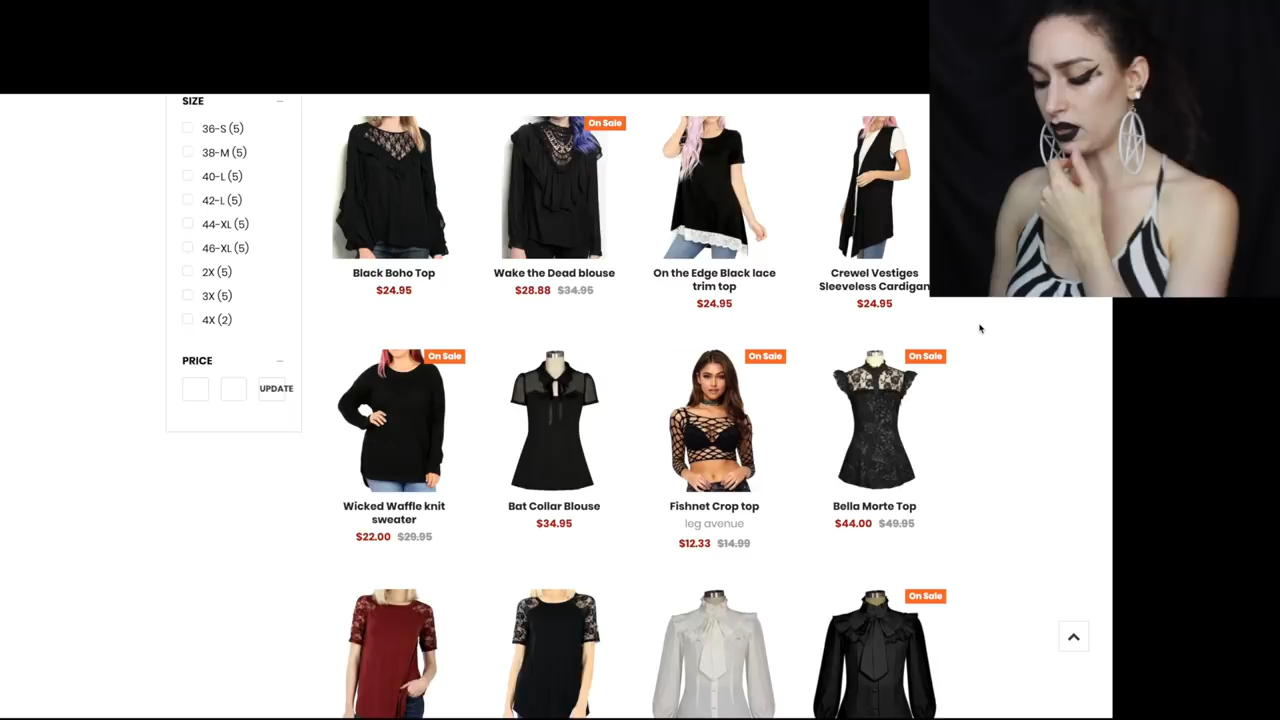 SIZE
36-S (5)
38-M (5)
40-L (5)
42-L (5)
44-XL (5)
46-XL (5)
2X (5)
3X (5)
4X (2)
PRICE
UPDATE
Black Boho Top
$24.95
On Sale
Wake the Dead blouse
$28.88 $34.95
On the Edge Black lace
trim top
$24.95
Crewel Vestiges
Sleeveless Cardigan
$24.95
On Sale
Wicked Waffle knit
sweater
$22.00 $29.95
Bat Collar Blouse
$34.95
On Sale
Fishnet Crop top
leg avenue
$12.33 $14.99
On Sale
Bella Morte Top
$44.00 $49.95
On Sale